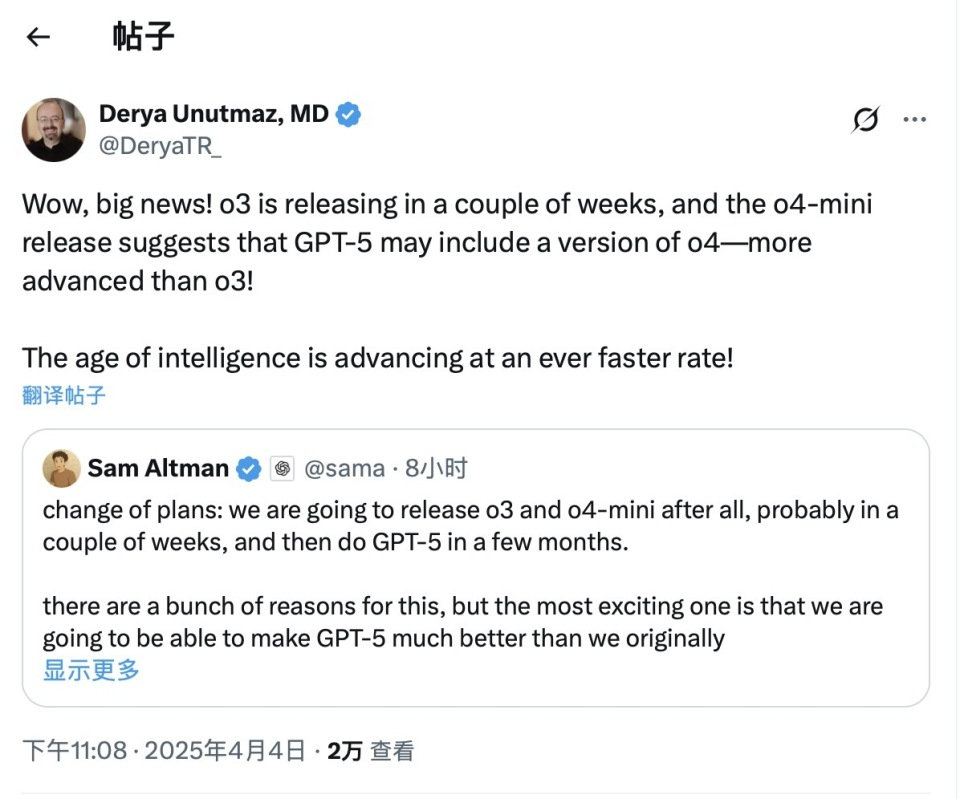 帖子
Derya Unutmaz, MD
@DeryaTR_
Wow, big news! o3 is releasing in a couple of weeks, and the o4-mini
release suggests that GPT-5 may include a version of o4—more
advanced than o3!
The age of intelligence is advancing at an ever faster rate!
翻译帖子
Sam Altman @sama · 8小时
change of plans: we are going to release o3 and o4-mini after all, probably in a
couple of weeks, and then do GPT-5 in a few months.
there are a bunch of reasons for this, but the most exciting one is that we are
going to be able to make GPT-5 much better than we originally
显示更多
下午11:08 · 2025年4月4日 · 2万 查看